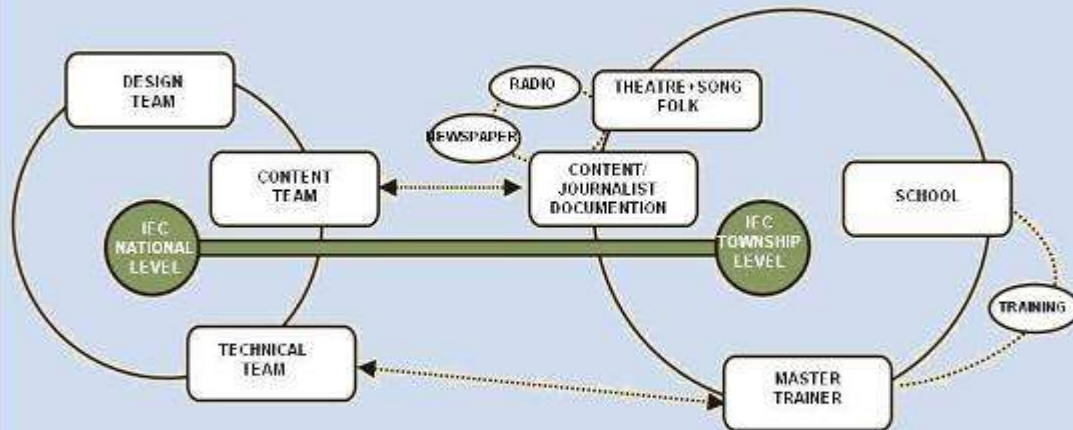 DESIGN
TEAM
CONTENT
TEAM
IEC
NATIONAL
LEVEL
TECHNICAL
TEAM
RADIO
NEWSPAPER
THEATRE+SONG
FOLK
CONTENT/
JOURNALIST
DOCUMENTION
IEC
TOWNSHIP
LEVEL
SCHOOL
TRAINING
MASTER
TRAINER